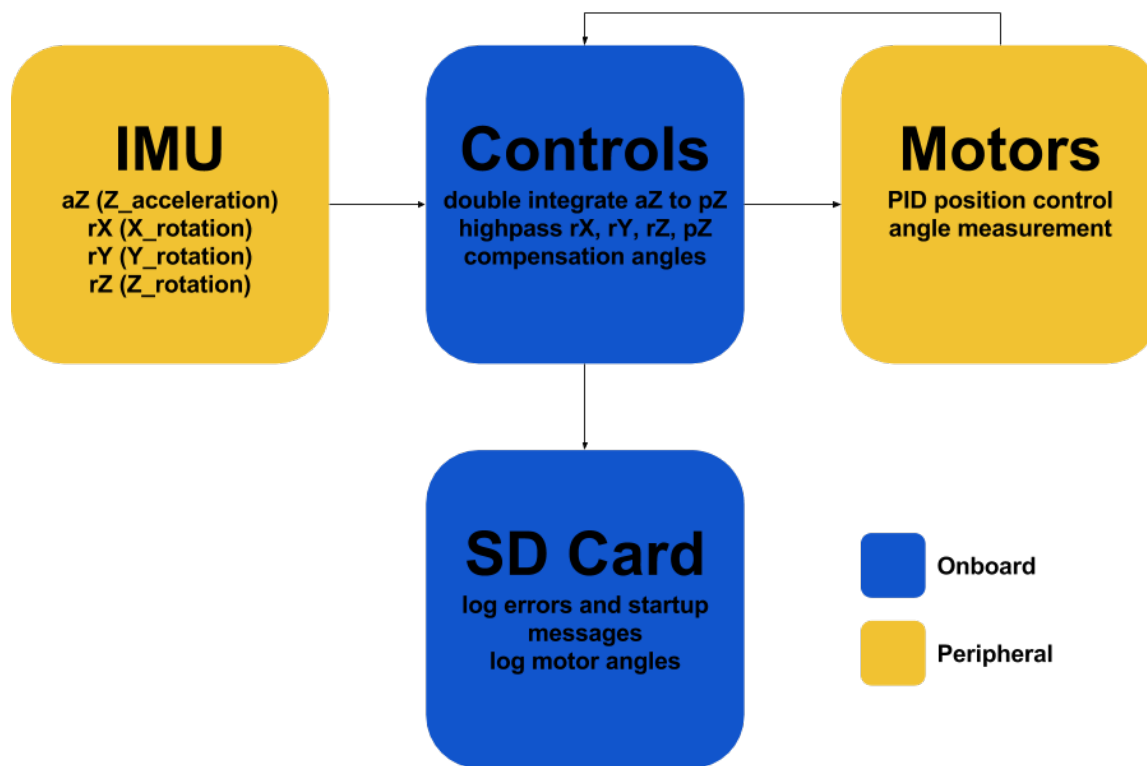 IMU
aZ (Z_acceleration)
rX (X_rotation)
rY (Y_rotation)
rZ (Z_rotation)
Controls
double integrate aZ to pZ
highpass rX, rY, rZ, pZ
compensation angles
Motors
PID position control
angle measurement
SD Card
log errors and startup
messages
log motor angles
Onboard
Peripheral